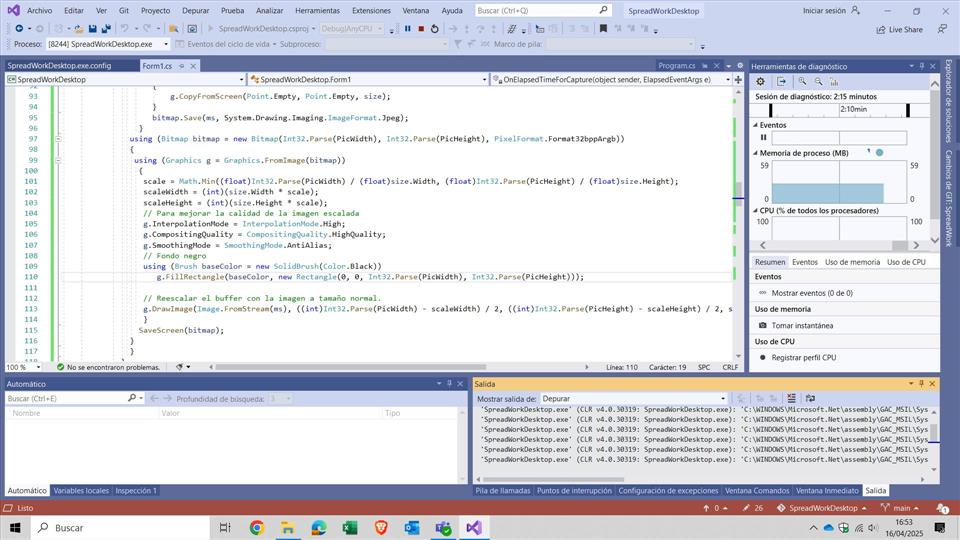 Archivo Editar Ver Git Proyecto Depurar Prueba Analizar Herramientas Extensiones Ventana Ayuda Buscar (Ctrl+Q) SpreadWorkDesktop Iniciar sesión
SpreadWorkDesktop.csproj Debug|AnyCPU Live Share
Proceso: [8244] SpreadWorkDesktop.exe Eventos del ciclo de vida Subproceso: Marco de pila:
SpreadWorkDesktop.exe.config Form1.cs Program.cs
SpreadWorkDesktop SpreadWorkDesktop.Form1 OnElapsedTimeForCapture(object sender, ElapsedEventArgs e)
92 {
93 g.CopyFromScreen(Point.Empty, Point.Empty, size);
94 }
95 bitmap.Save(ms, System.Drawing.Imaging.ImageFormat.Jpeg);
96 }
97 using (Bitmap bitmap = new Bitmap(Int32.Parse(PicWidth), Int32.Parse(PicHeight), PixelFormat.Format32bppArgb))
98 {
99 using (Graphics g = Graphics.FromImage(bitmap))
100 {
101 scale = Math.Min((float)Int32.Parse(PicWidth) / (float)size.Width, (float)Int32.Parse(PicHeight) / (float)size.Height);
102 scaleWidth = (int)(size.Width * scale);
103 scaleHeight = (int)(size.Height * scale);
104 // Para mejorar la calidad de la imagen escalada
105 g.InterpolationMode = InterpolationMode.High;
106 g.CompositingQuality = CompositingQuality.HighQuality;
107 g.SmoothingMode = SmoothingMode.AntiAlias;
108 // Fondo negro
109 using (Brush baseColor = new SolidBrush(Color.Black))
110 g.FillRectangle(baseColor, new Rectangle(0, 0, Int32.Parse(PicWidth), Int32.Parse(PicHeight)));
111
112 // Reescalar el buffer con la imagen a tamaño normal.
113 g.DrawImage(Image.FromStream(ms), ((int)Int32.Parse(PicWidth) - scaleWidth) / 2, ((int)Int32.Parse(PicHeight) - scaleHeight) / 2, s
114 }
115 SaveScreen(bitmap);
116 }
117 }
118
100 % No se encontraron problemas. Línea: 110 Carácter: 19 SPC CRLF
Herramientas de diagnóstico
Sesión de diagnóstico: 2:15 minutos
2:10min
Eventos
Memoria de proceso (MB)
59 59
0 0
CPU (% de todos los procesadores)
100 100
Resumen Eventos Uso de memoria Uso de CPU
Eventos
Mostrar eventos (0 de 0)
Uso de memoria
Tomar instantánea
Uso de CPU
Registrar perfil CPU
Explorador de soluciones
Cambios de GIT: SpreadWork
Automático
Buscar (Ctrl+E) Profundidad de búsqueda: 3
Nombre Valor Tipo
Automático Variables locales Inspección 1
Salida
Mostrar salida de: Depurar
'SpreadWorkDesktop.exe' (CLR v4.0.30319: SpreadWorkDesktop.exe): 'C:\WINDOWS\Microsoft.Net\assembly\GAC_MSIL\Sys
'SpreadWorkDesktop.exe' (CLR v4.0.30319: SpreadWorkDesktop.exe): 'C:\WINDOWS\Microsoft.Net\assembly\GAC_MSIL\Sys
'SpreadWorkDesktop.exe' (CLR v4.0.30319: SpreadWorkDesktop.exe): 'C:\WINDOWS\Microsoft.Net\assembly\GAC_MSIL\Sys
'SpreadWorkDesktop.exe' (CLR v4.0.30319: SpreadWorkDesktop.exe): 'C:\WINDOWS\Microsoft.Net\assembly\GAC_MSIL\Sys
'SpreadWorkDesktop.exe' (CLR v4.0.30319: SpreadWorkDesktop.exe): 'C:\WINDOWS\Microsoft.Net\assembly\GAC_MSIL\Sys
'SpreadWorkDesktop.exe' (CLR v4.0.30319: SpreadWorkDesktop.exe): 'C:\WINDOWS\Microsoft.Net\assembly\GAC_MSIL\Sys
Pila de llamadas Puntos de interrupción Configuración de excepciones Ventana Comandos Ventana Inmediato Salida
Listo 0 26 SpreadWorkDesktop main 1
Buscar
16:53
16/04/2025